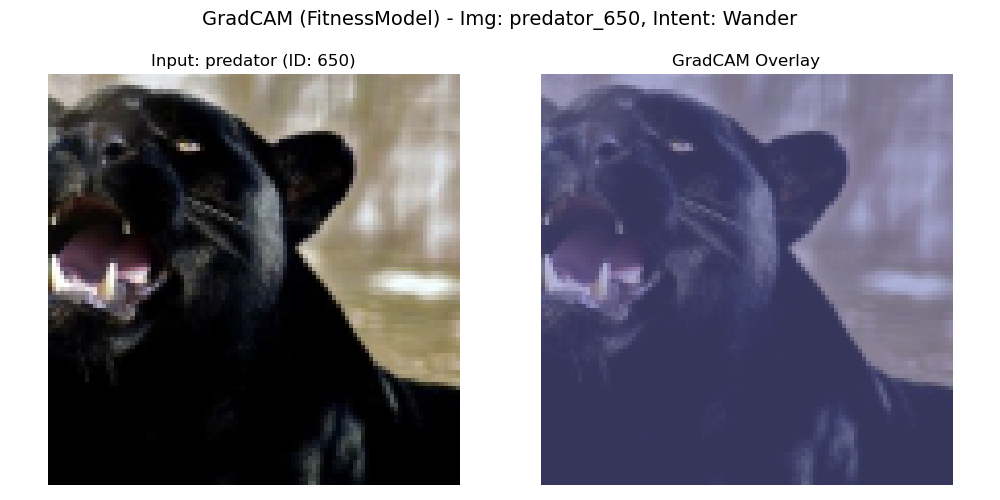 GradCAM (FitnessModel) - Img: predator_650, Intent: Wander
Input: predator (ID: 650)
GradCAM Overlay